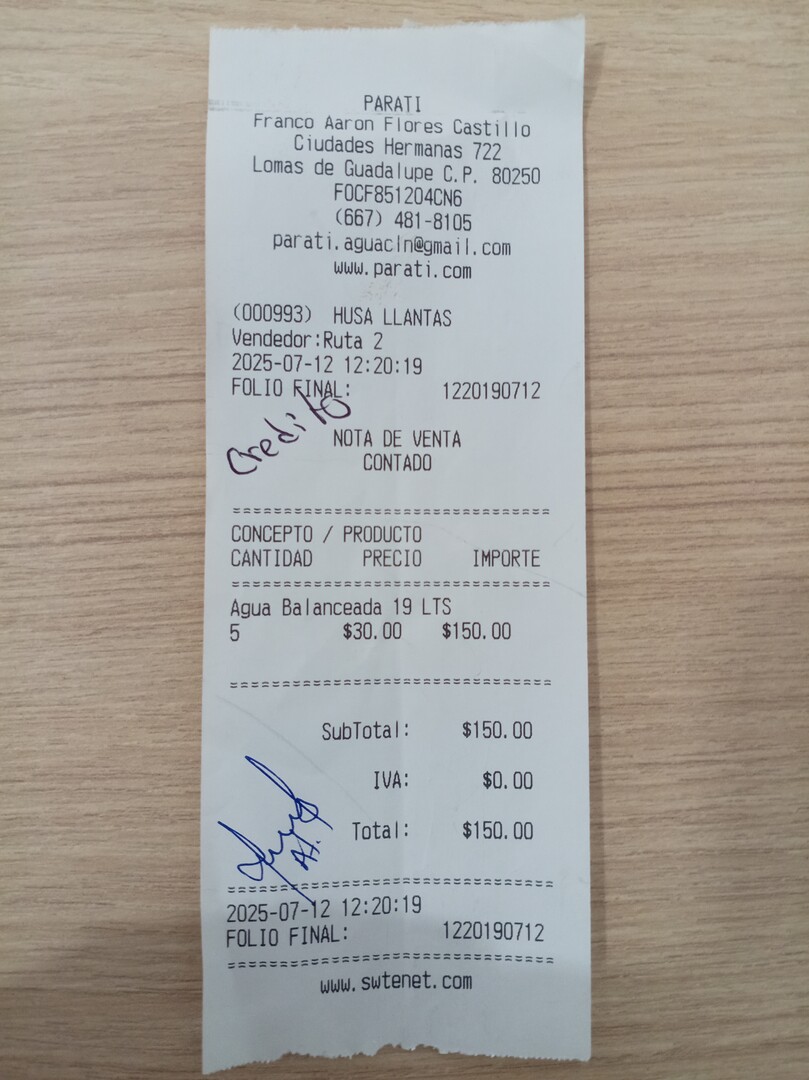 PARATI
Franco Aaron Flores Castillo
Ciudades Hermanas 722
Lomas de Guadalupe C.P. 80250
FOCF851204CN6
(667) 481-8105
parati.aguacln@gmail.com
www.parati.com
(000993) HUSA LLANTAS
Vendedor:Ruta 2
2025-07-12 12:20:19
FOLIO FINAL: 1220190712
Credito
NOTA DE VENTA
CONTADO
================================
CONCEPTO / PRODUCTO
CANTIDAD PRECIO IMPORTE
================================
Agua Balanceada 19 LTS
5 $30.00 $150.00
================================
SubTotal: $150.00
IVA: $0.00
Total: $150.00
================================
2025-07-12 12:20:19
FOLIO FINAL: 1220190712
================================
www.swtenet.com